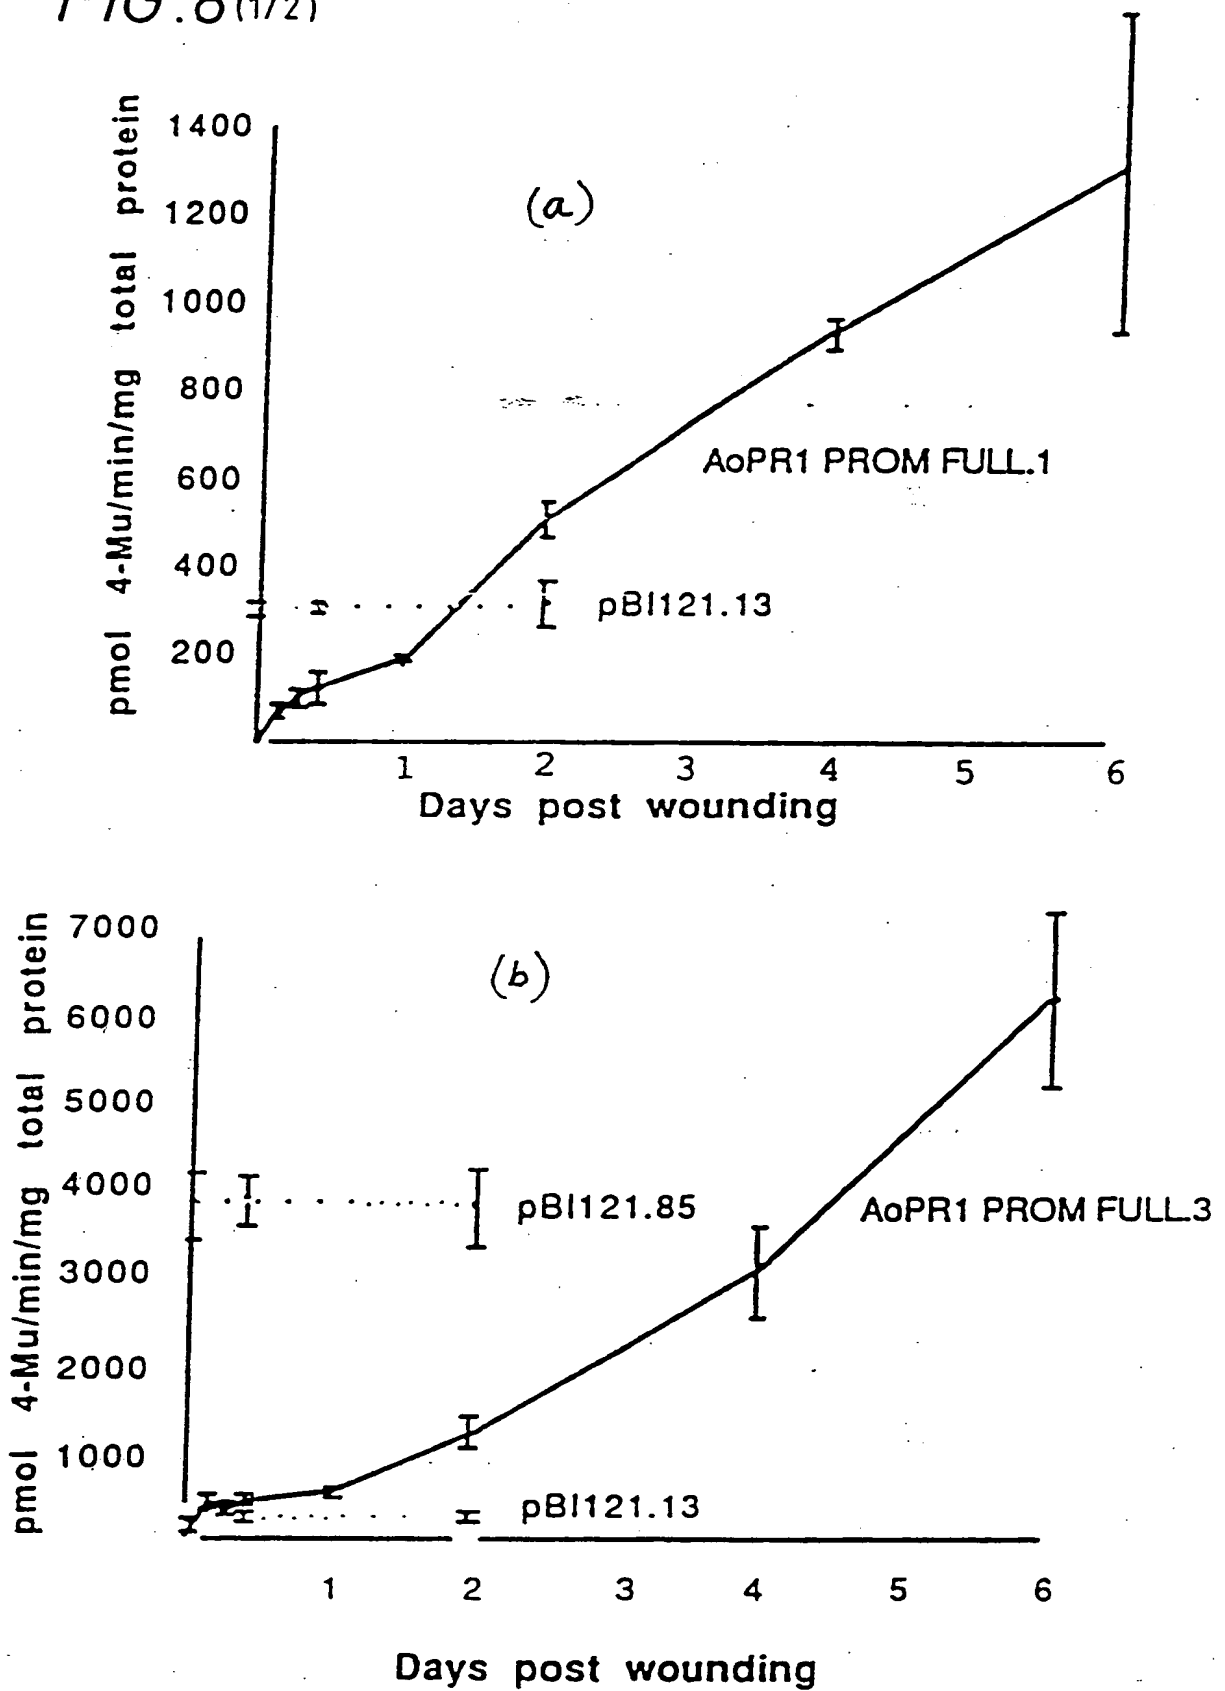 FIG.8(1/2)
pmol 4-Mu/min/mg total protein
1400
1200
1000
800
600
400
200
(a)
AoPR1 PROM FULL.1
pBI121.13
1 2 3 4 5 6
Days post wounding
pmol 4-Mu/min/mg total protein
7000
6000
5000
4000
3000
2000
1000
(b)
pBI121.85
AoPR1 PROM FULL.3
pBI121.13
1 2 3 4 5 6
Days post wounding